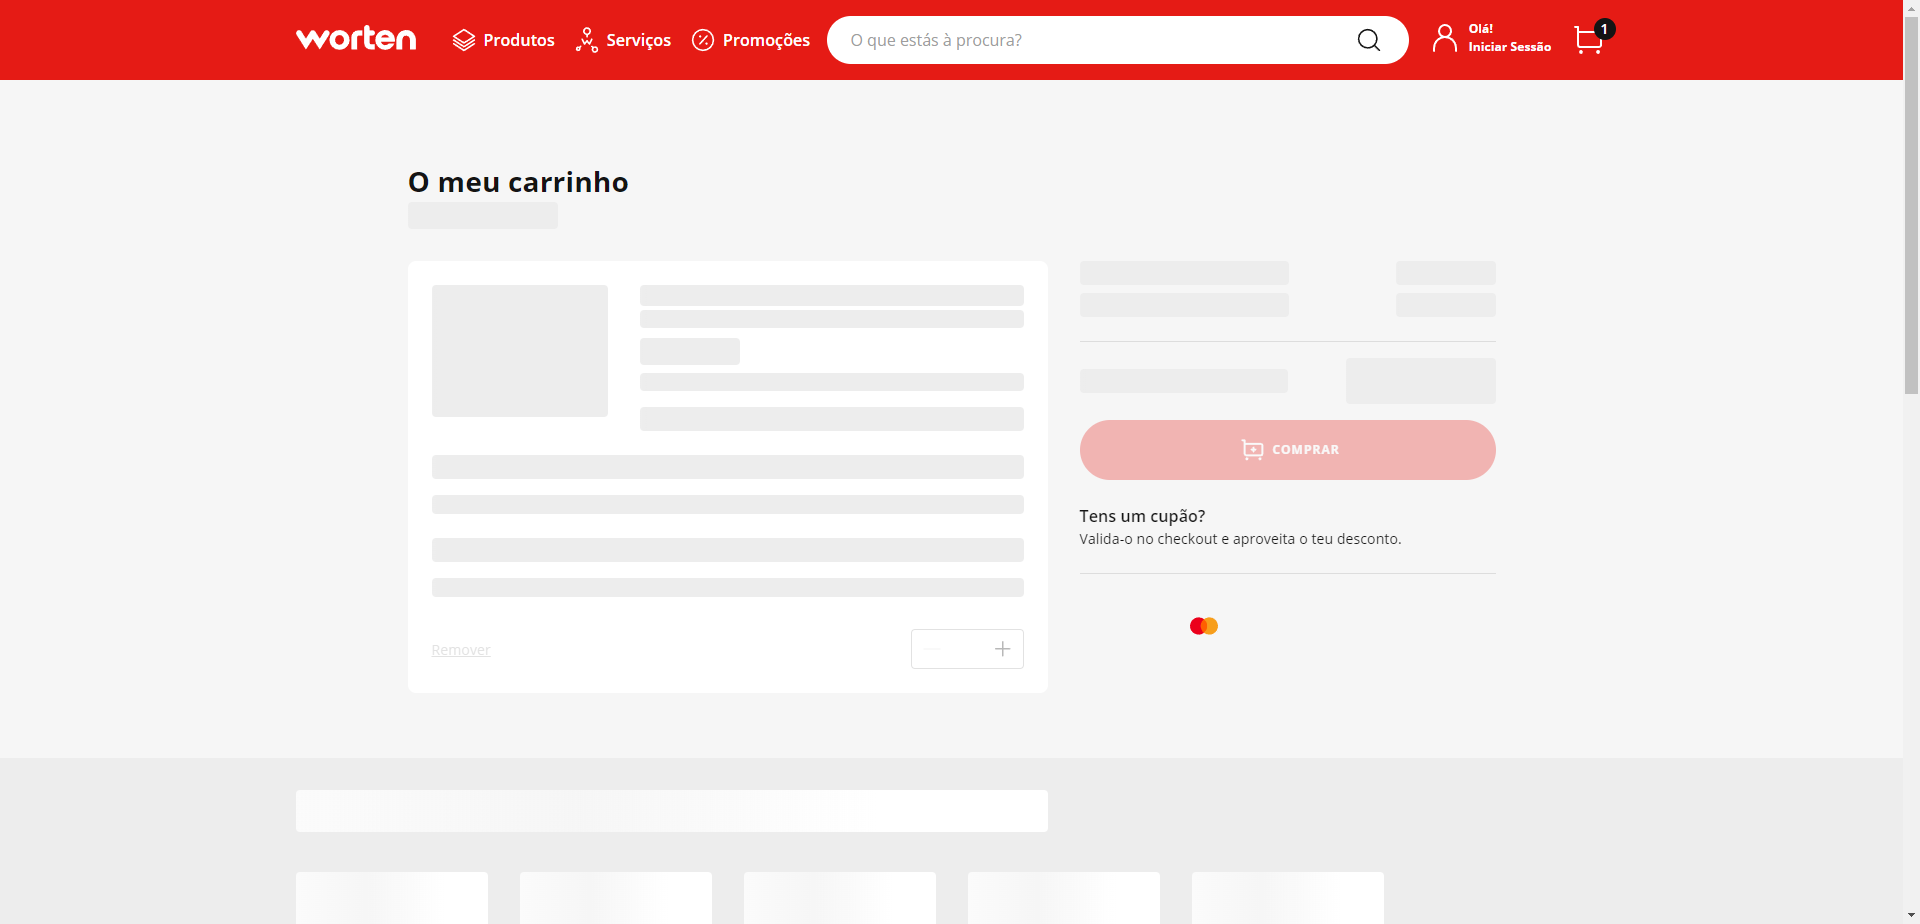 worten
Produtos
Serviços
Promoções
O que estás à procura?
Olá!
Iniciar Sessão
1
O meu carrinho
COMPRAR
Tens um cupão?
Valida-o no checkout e aproveita o teu desconto.
Remover